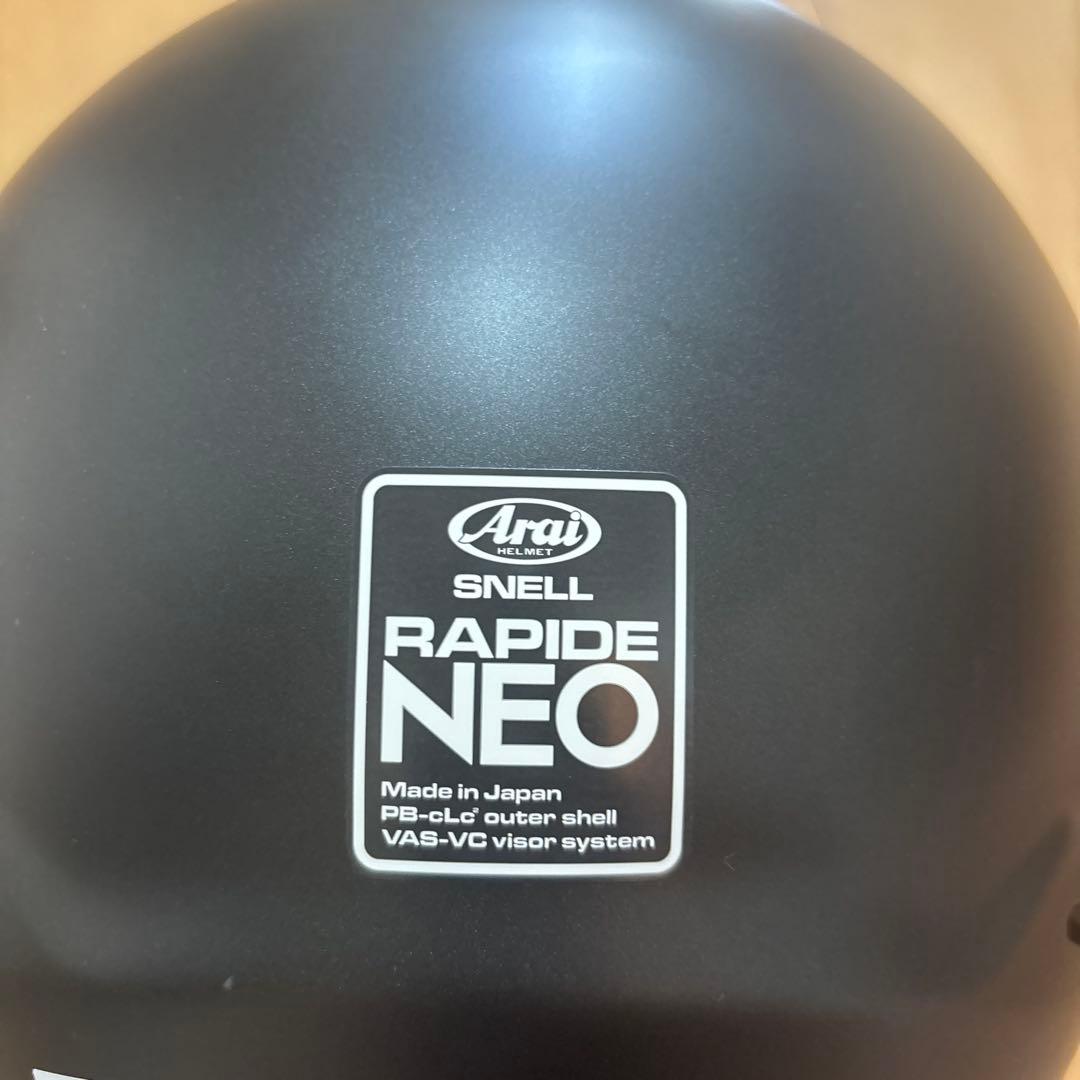 Arai
HELMET
SNELL
RAPIDE
NEO
Made in Japan
PB-cLc² outer shell
VAS-VC visor system